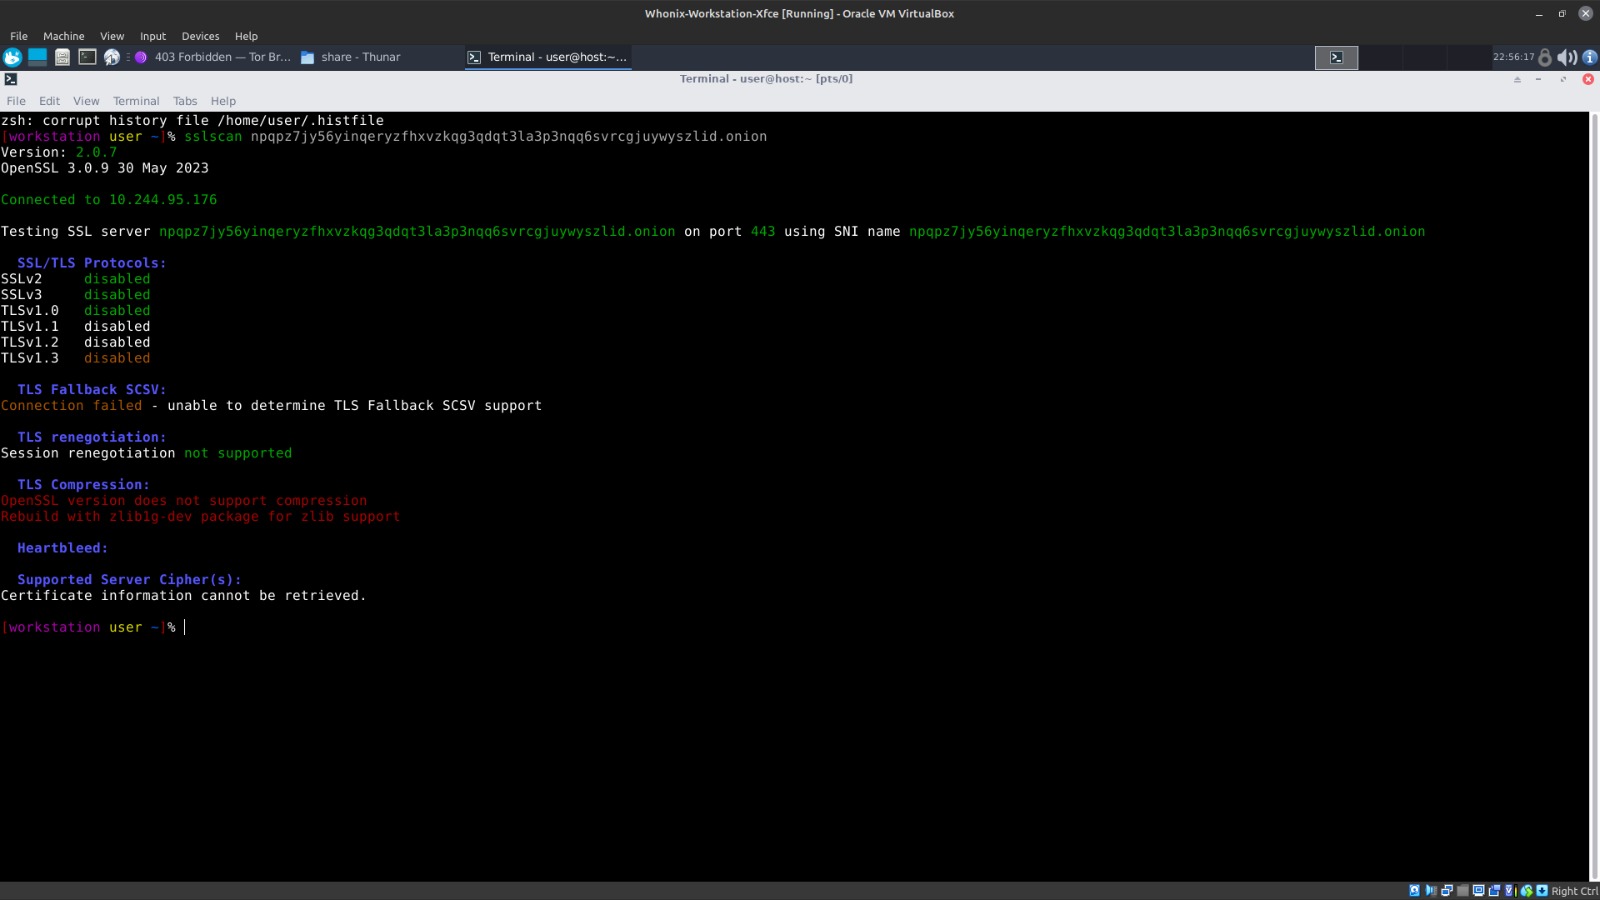 Whonix-Workstation-Xfce [Running] - Oracle VM VirtualBox
File Machine View Input Devices Help
403 Forbidden — Tor Br... share - Thunar Terminal - user@host:~... 22:56:17
Terminal - user@host:~ [pts/0]
File Edit View Terminal Tabs Help
zsh: corrupt history file /home/user/.histfile
[workstation user ~]% sslscan npqpz7jy56yinqeryzfhxvzkqg3qdqt3la3p3nqq6svrcgjuywyszlid.onion
Version: 2.0.7
OpenSSL 3.0.9 30 May 2023
Connected to 10.244.95.176
Testing SSL server npqpz7jy56yinqeryzfhxvzkqg3qdqt3la3p3nqq6svrcgjuywyszlid.onion on port 443 using SNI name npqpz7jy56yinqeryzfhxvzkqg3qdqt3la3p3nqq6svrcgjuywyszlid.onion
SSL/TLS Protocols:
SSLv2 disabled
SSLv3 disabled
TLSv1.0 disabled
TLSv1.1 disabled
TLSv1.2 disabled
TLSv1.3 disabled
TLS Fallback SCSV:
Connection failed - unable to determine TLS Fallback SCSV support
TLS renegotiation:
Session renegotiation not supported
TLS Compression:
OpenSSL version does not support compression
Rebuild with zlib1g-dev package for zlib support
Heartbleed:
Supported Server Cipher(s):
Certificate information cannot be retrieved.
[workstation user ~]%
Right Ctrl